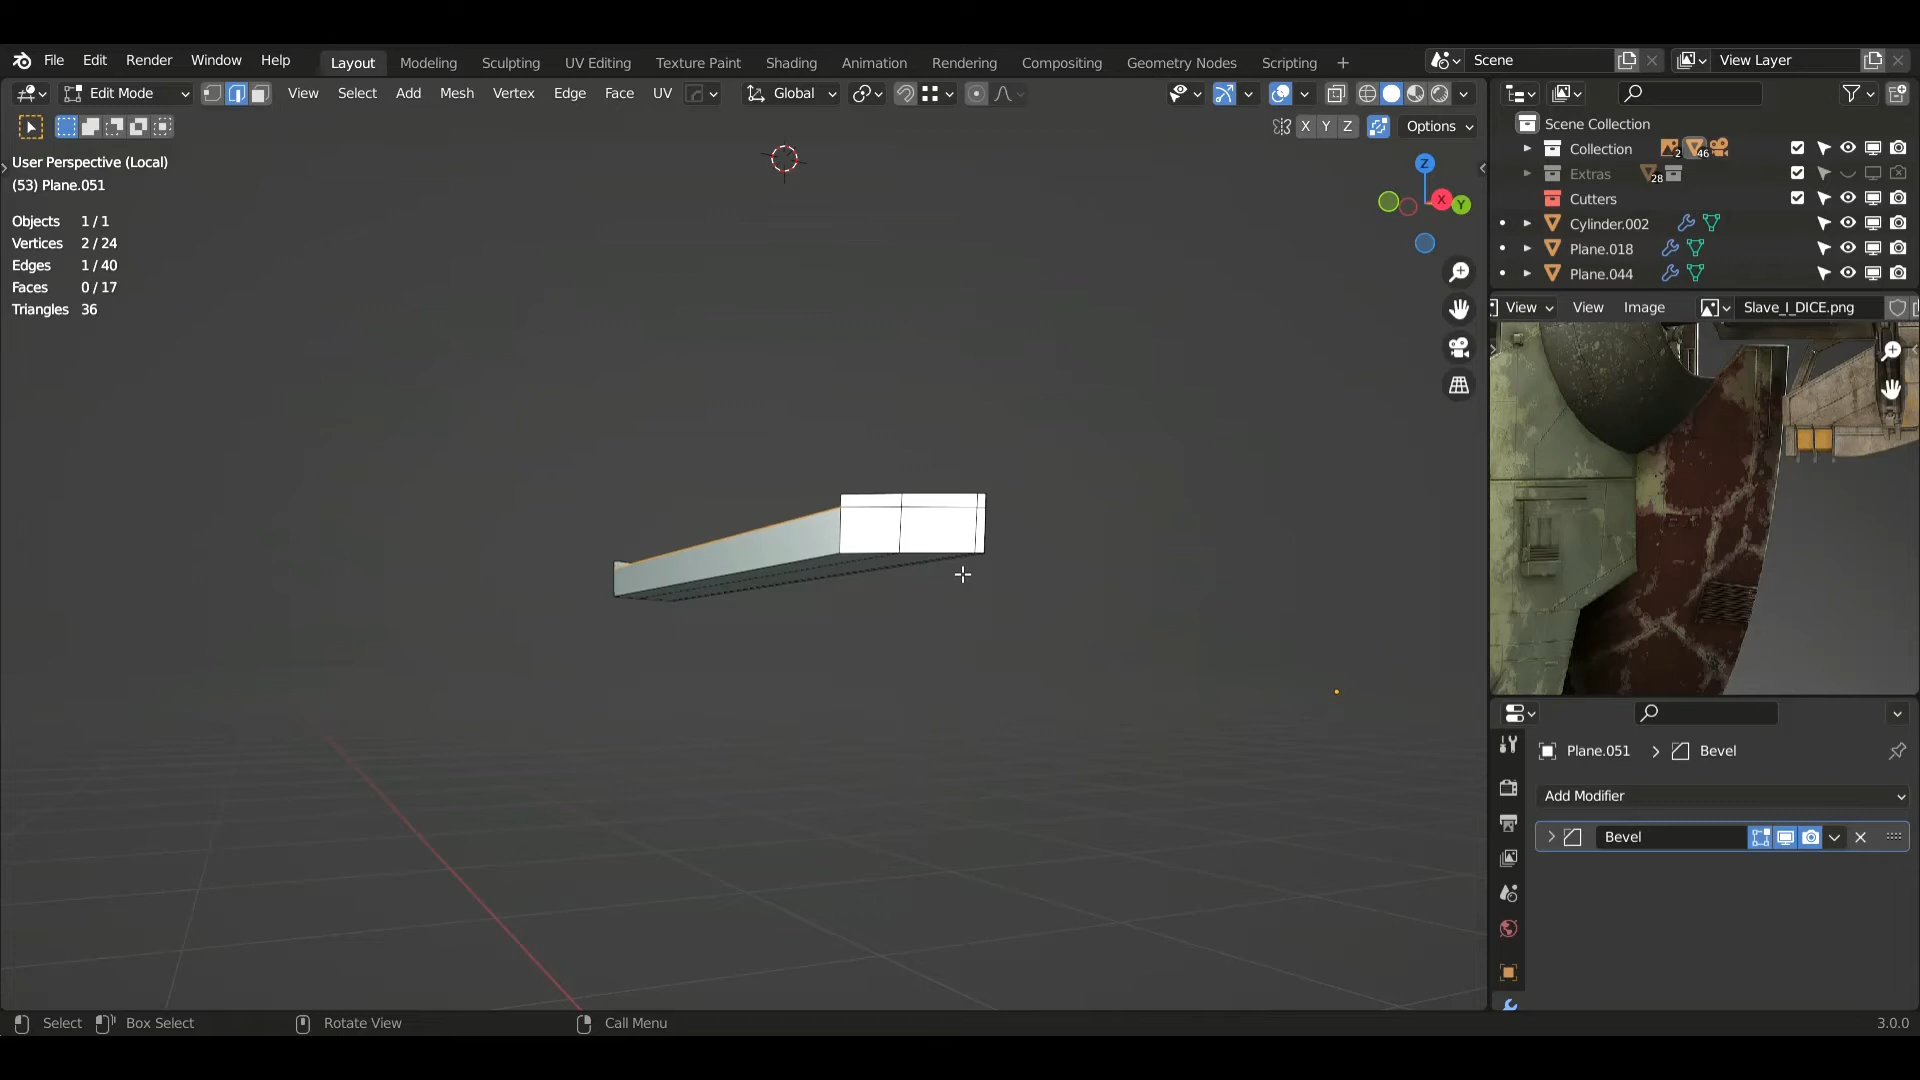 File Edit Render Window Help Layout Modeling Sculpting UV Editing Texture Paint Shading Animation Rendering Compositing Geometry Nodes Scripting + Scene View Layer
Edit Mode View Select Add Mesh Vertex Edge Face UV Global
X Y Z Options
User Perspective (Local)
(53) Plane.051
Objects 1 / 1
Vertices 2 / 24
Edges 1 / 40
Faces 0 / 17
Triangles 36
Z
X
Y
Scene Collection
Collection 2 46
Extras 28
Cutters
Cylinder.002
Plane.018
Plane.044
View View Image Slave_I_DICE.png
Plane.051 > Bevel
Add Modifier
Bevel
Select Box Select Rotate View Call Menu 3.0.0